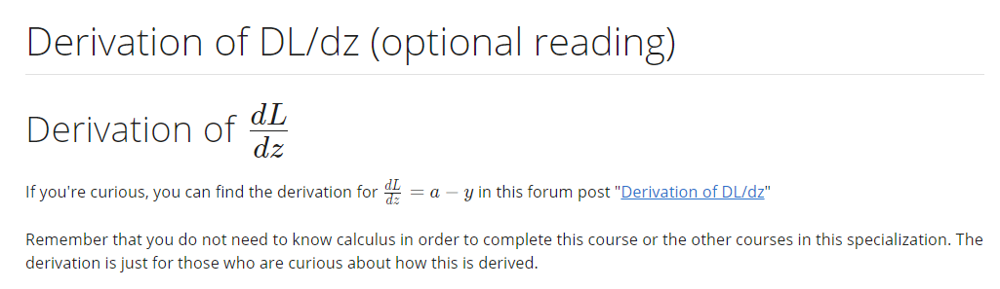 Derivation of DL/dz (optional reading)
Derivation of dL/dz
If you're curious, you can find the derivation for dL/dz = a − y in this forum post "Derivation of DL/dz"
Remember that you do not need to know calculus in order to complete this course or the other courses in this specialization. The
derivation is just for those who are curious about how this is derived.